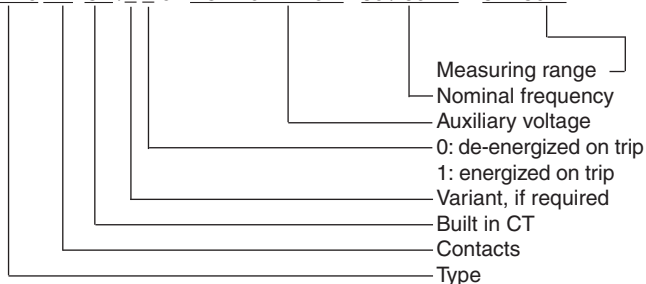 Measuring range
Nominal frequency
Auxiliary voltage
0: de-energized on trip
1: energized on trip
Variant, if required
Built in CT
Contacts
Type